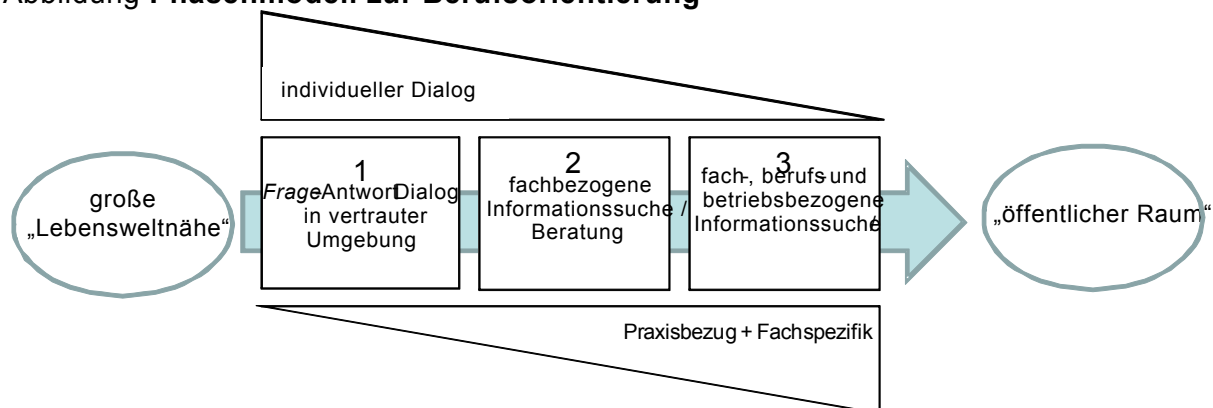 Abbildung Phasenmodell zur Berufsorientierung
individueller Dialog
große
„Lebensweltnähe“
1
Frage-Antwort-Dialog
in vertrauter
Umgebung
2
fachbezogene
Informationssuche /
Beratung
3
fach-, berufs- und
betriebsbezogene
Informationssuche/
„öffentlicher Raum“
Praxisbezug + Fachspezifik